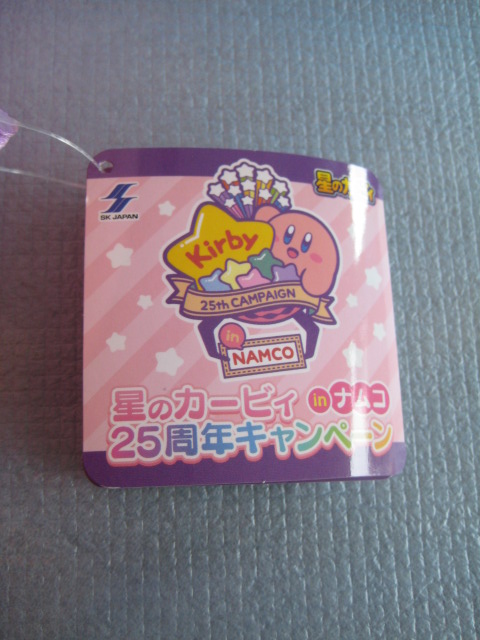 SK JAPAN
星のカービィ
Kirby
25th CAMPAIGN
in
NAMCO
星のカービィ in ナムコ
25周年キャンペーン